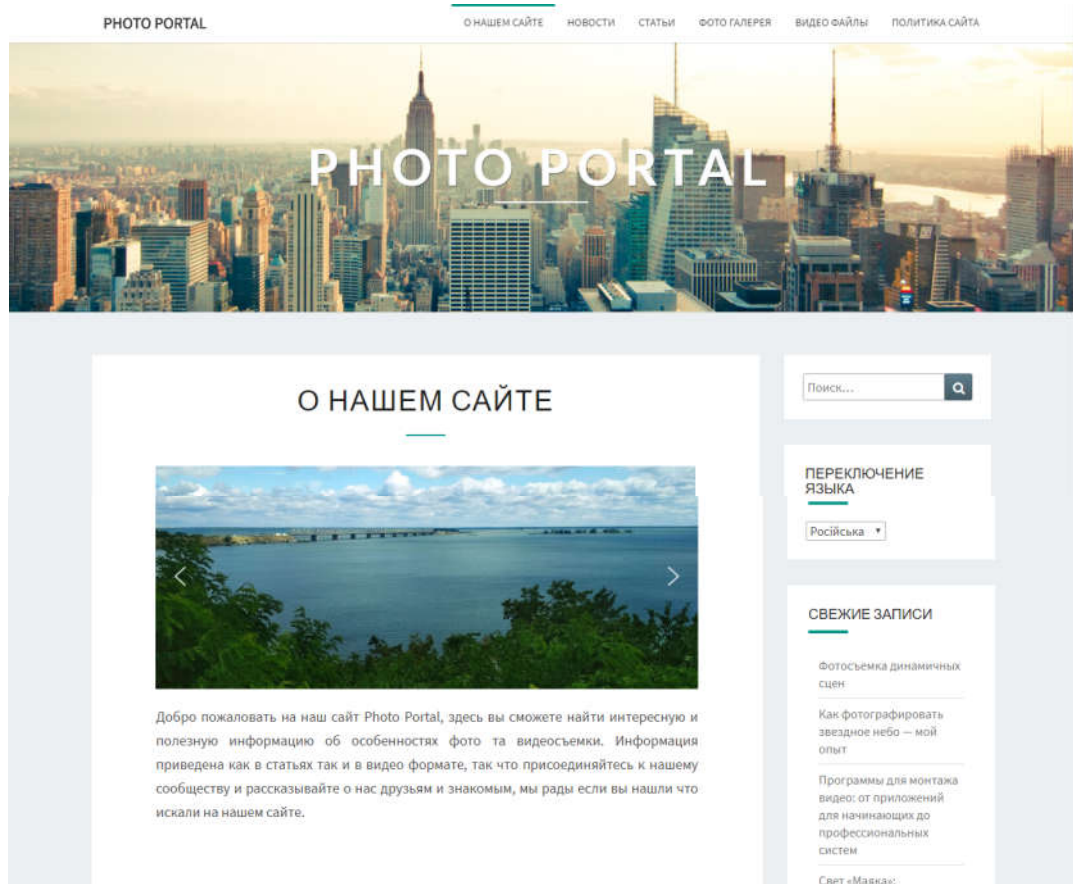 PHOTO PORTAL
О НАШЕМ САЙТЕ НОВОСТИ СТАТЬИ ФОТО ГАЛЕРЕЯ ВИДЕО ФАЙЛЫ ПОЛИТИКА САЙТА
PHOTO PORTAL
О НАШЕМ САЙТЕ
Добро пожаловать на наш сайт Photo Portal, здесь вы сможете найти интересную и
полезную информацию об особенностях фото та видеосъемки. Информация
приведена как в статьях так и в видео формате, так что присоединяйтесь к нашему
сообществу и рассказывайте о нас друзьям и знакомым, мы рады если вы нашли что
искали на нашем сайте.
Поиск...
ПЕРЕКЛЮЧЕНИЕ
ЯЗЫКА
Російська
СВЕЖИЕ ЗАПИСИ
Фотосъемка динамичных
сцен
Как фотографировать
звездное небо — мой
опыт
Программы для монтажа
видео: от приложений
для начинающих до
профессиональных
систем
Свет «Маяка»: